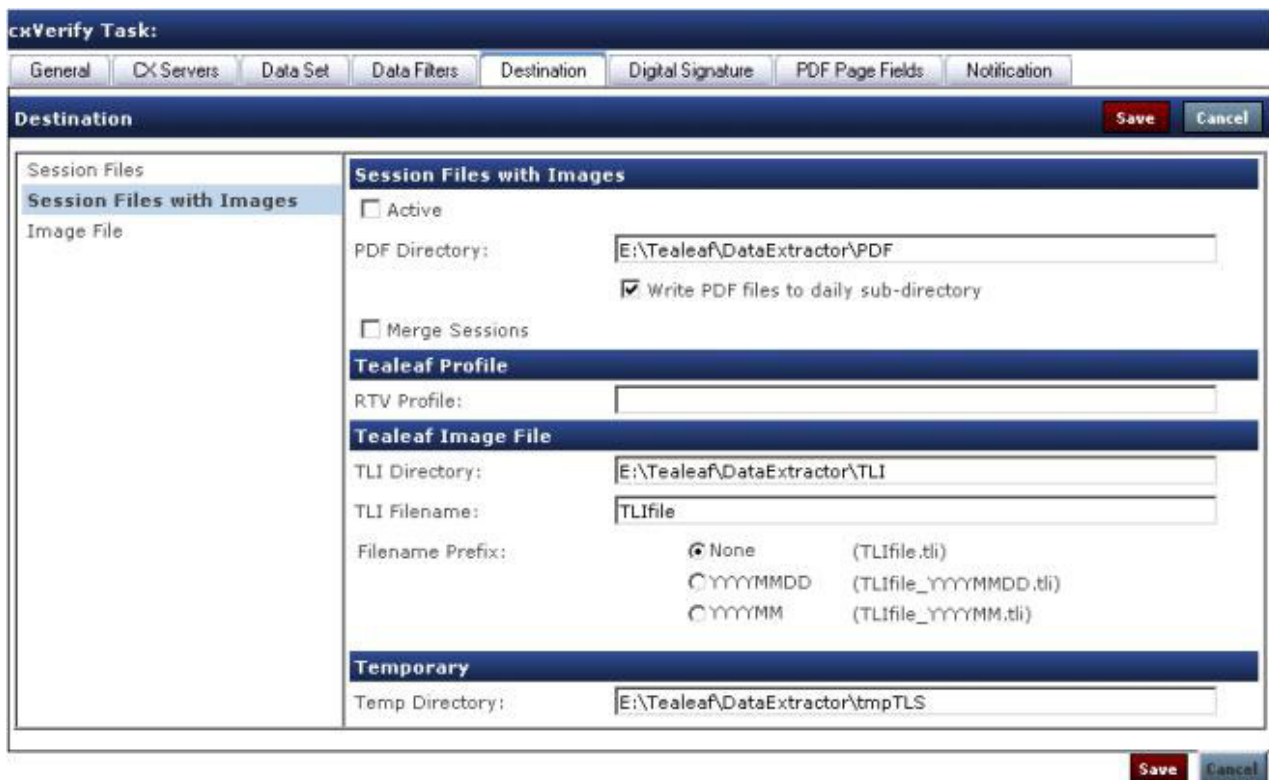 cxVerify Task:
General CX Servers Data Set Data Filters Destination Digital Signature PDF Page Fields Notification
Destination Save Cancel
Session Files
Session Files with Images
Image File
Session Files with Images
Active
PDF Directory: E:\Tealeaf\DataExtractor\PDF
Write PDF files to daily sub-directory
Merge Sessions
Tealeaf Profile
RTV Profile:
Tealeaf Image File
TLI Directory: E:\Tealeaf\DataExtractor\TLI
TLI Filename: TLIfile
Filename Prefix: None (TLIfile.tli)
YYYYMMDD (TLIfile_YYYYMMDD.tli)
YYYYMM (TLIfile_YYYYMM.tli)
Temporary
Temp Directory: E:\Tealeaf\DataExtractor\tmpTLS
Save Cancel